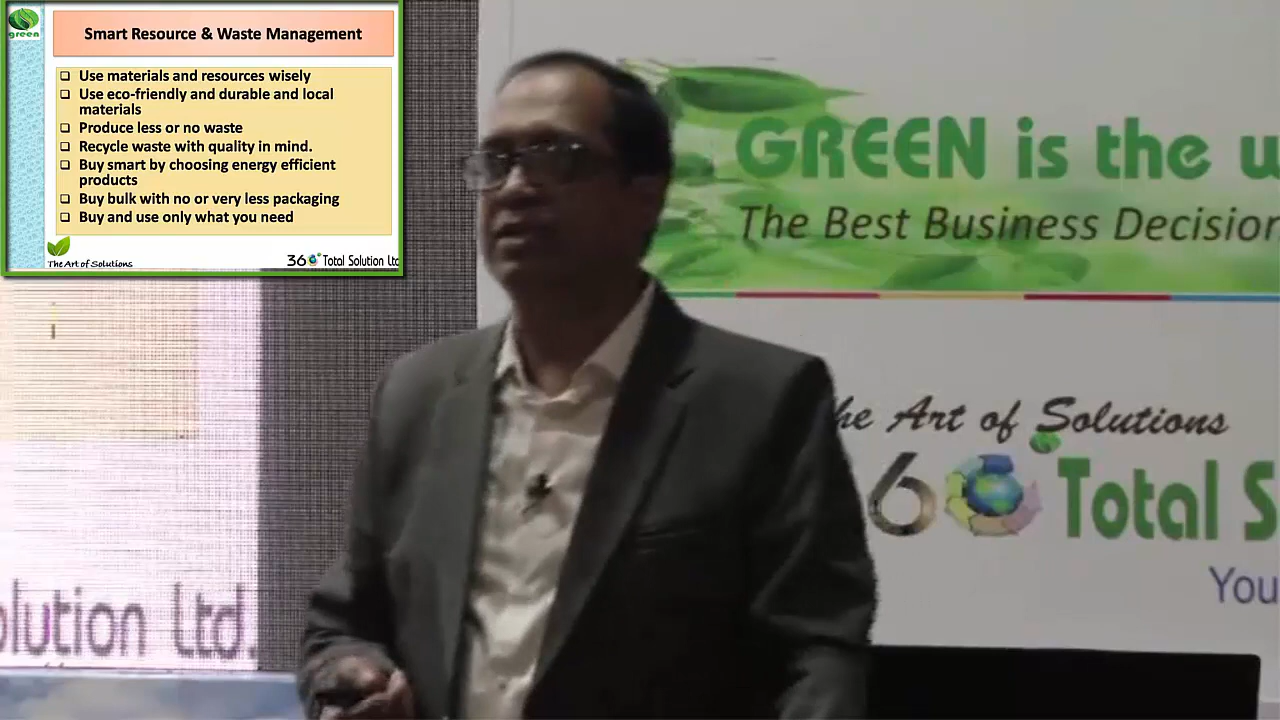 green
Smart Resource & Waste Management
❑ Use materials and resources wisely
❑ Use eco-friendly and durable and local
materials
❑ Produce less or no waste
❑ Recycle waste with quality in mind.
❑ Buy smart by choosing energy efficient
products
❑ Buy bulk with no or very less packaging
❑ Buy and use only what you need
The Art of Solutions
360° Total Solution Ltd
GREEN is the w
The Best Business Decision
he Art of Solutions
60 Total S
You
olution Ltd.